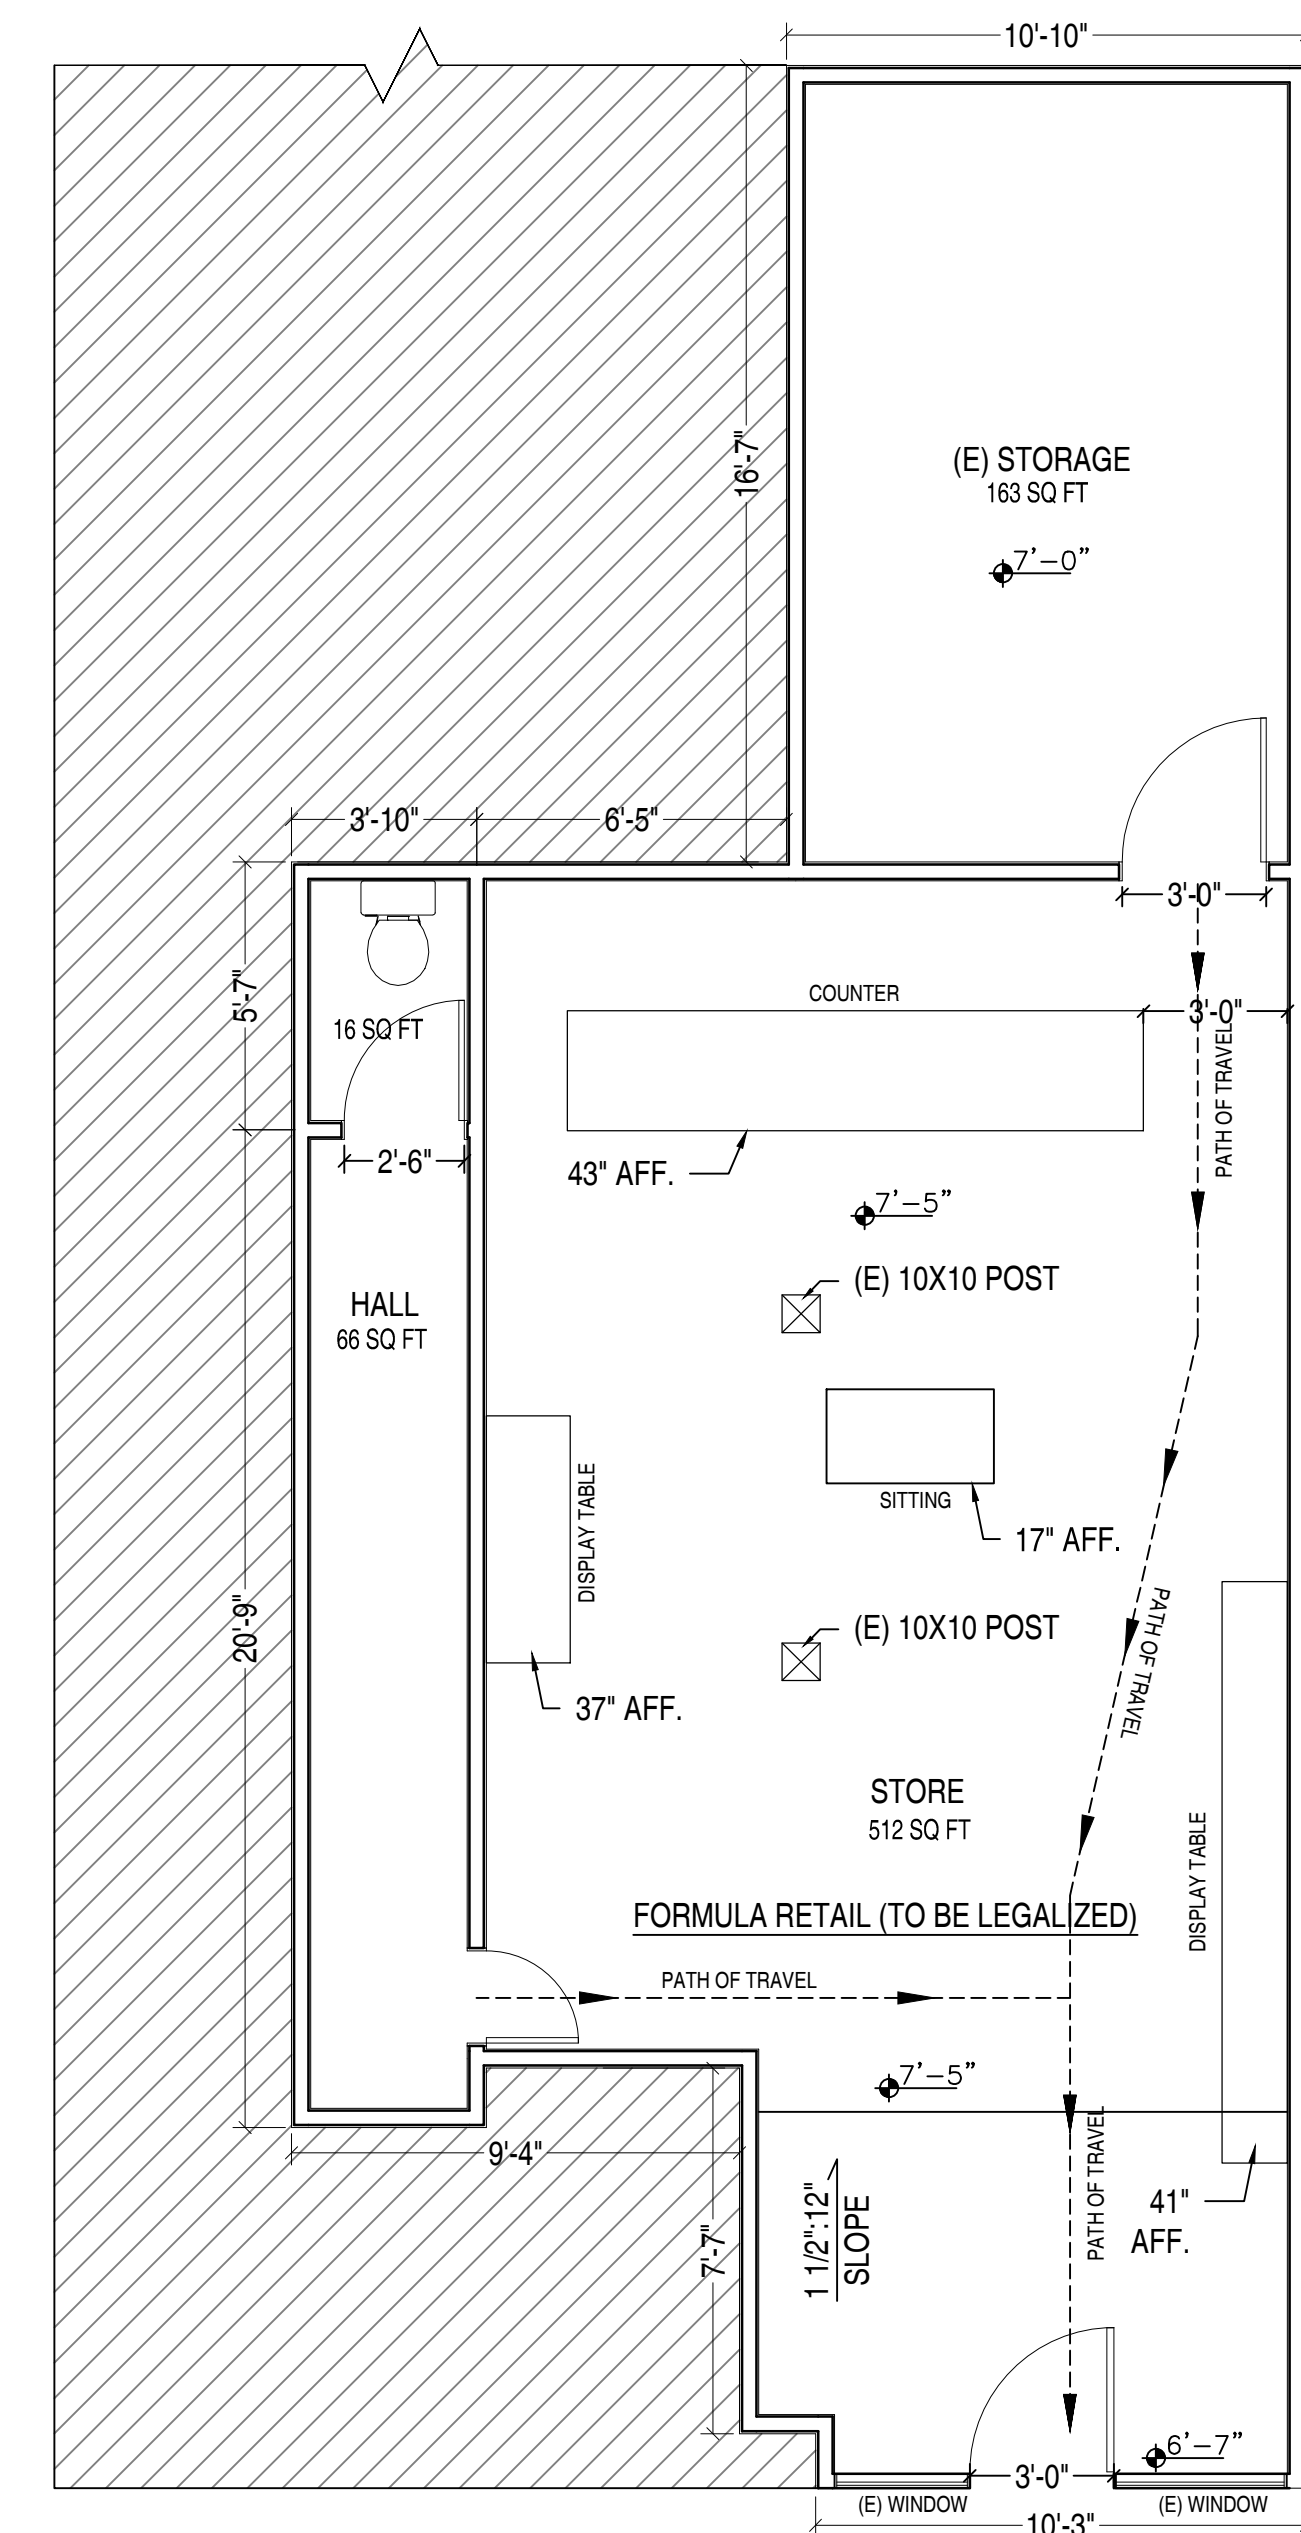 10'-10"
16'-7"
(E) STORAGE
163 SQ FT
7'-0"
3'-10"
6'-5"
3'-0"
5'-7"
16 SQ FT
COUNTER
3'-0"
PATH OF TRAVEL
2'-6"
43" AFF.
7'-5"
(E) 10X10 POST
HALL
66 SQ FT
DISPLAY TABLE
SITTING
17" AFF.
20'-9"
(E) 10X10 POST
PATH OF TRAVEL
37" AFF.
STORE
512 SQ FT
DISPLAY TABLE
FORMULA RETAIL (TO BE LEGALIZED)
PATH OF TRAVEL
7'-5"
9'-4"
PATH OF TRAVEL
7'-7"
1 1/2":12"
SLOPE
41"
AFF.
6'-7"
3'-0"
(E) WINDOW
(E) WINDOW
10'-3"